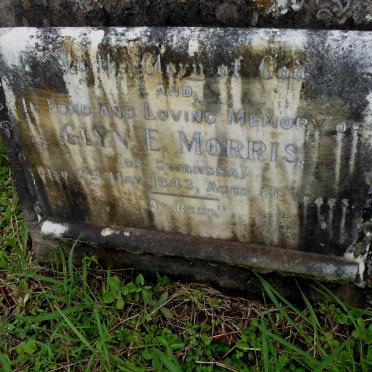 To the Glory of God
AND
IN FOND AND LOVING MEMORY OF
GLYN E. MORRIS.
(OF SWANSEA)
DIED MAY 1943, AGED
AT REST